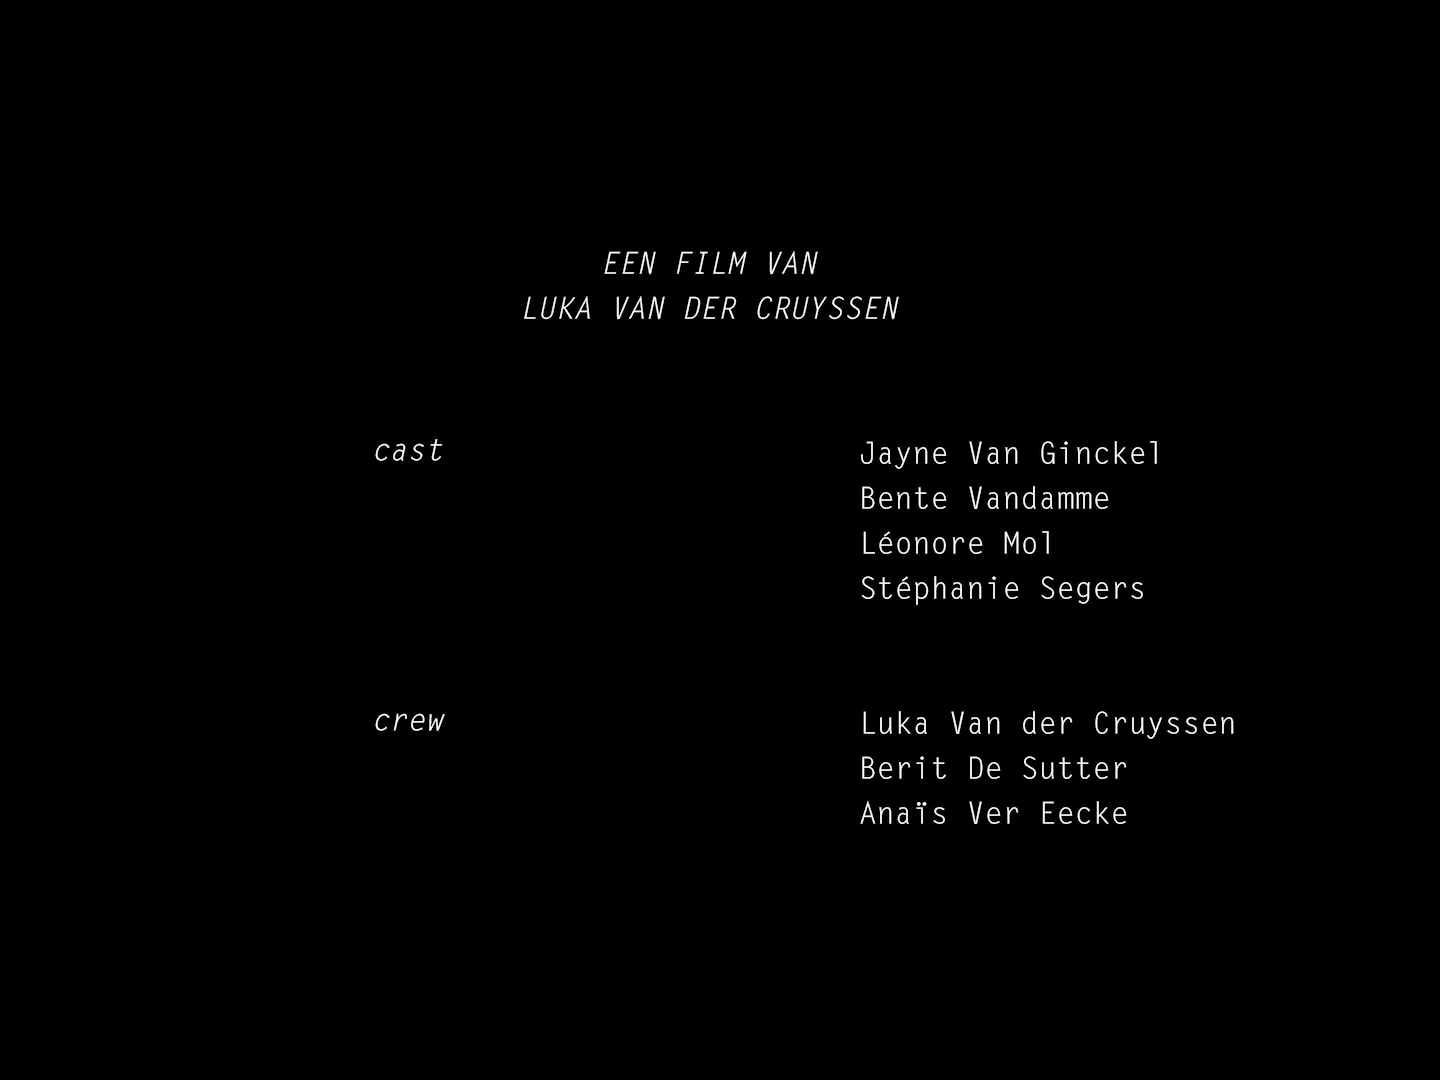 EEN FILM VAN
LUKA VAN DER CRUYSSEN
cast
Jayne Van Ginckel
Bente Vandamme
Léonore Mol
Stéphanie Segers
crew
Luka Van der Cruyssen
Berit De Sutter
Anaïs Ver Eecke